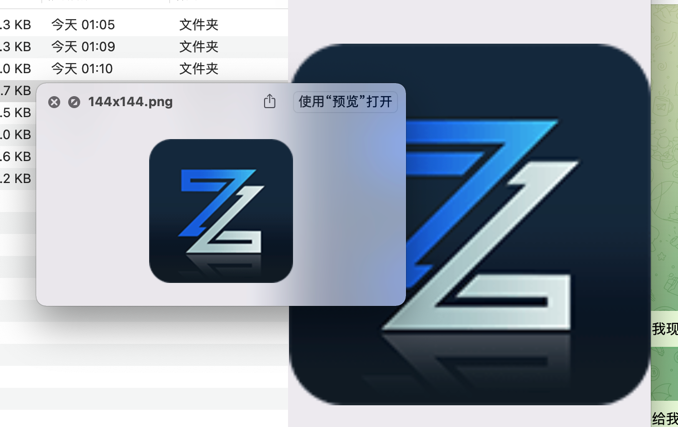 .3 KB 今天 01:05 文件夹
.3 KB 今天 01:09 文件夹
.0 KB 今天 01:10 文件夹
.7 KB
144x144.png 使用“预览”打开
.5 KB
.0 KB
.6 KB
.2 KB
我现
给我